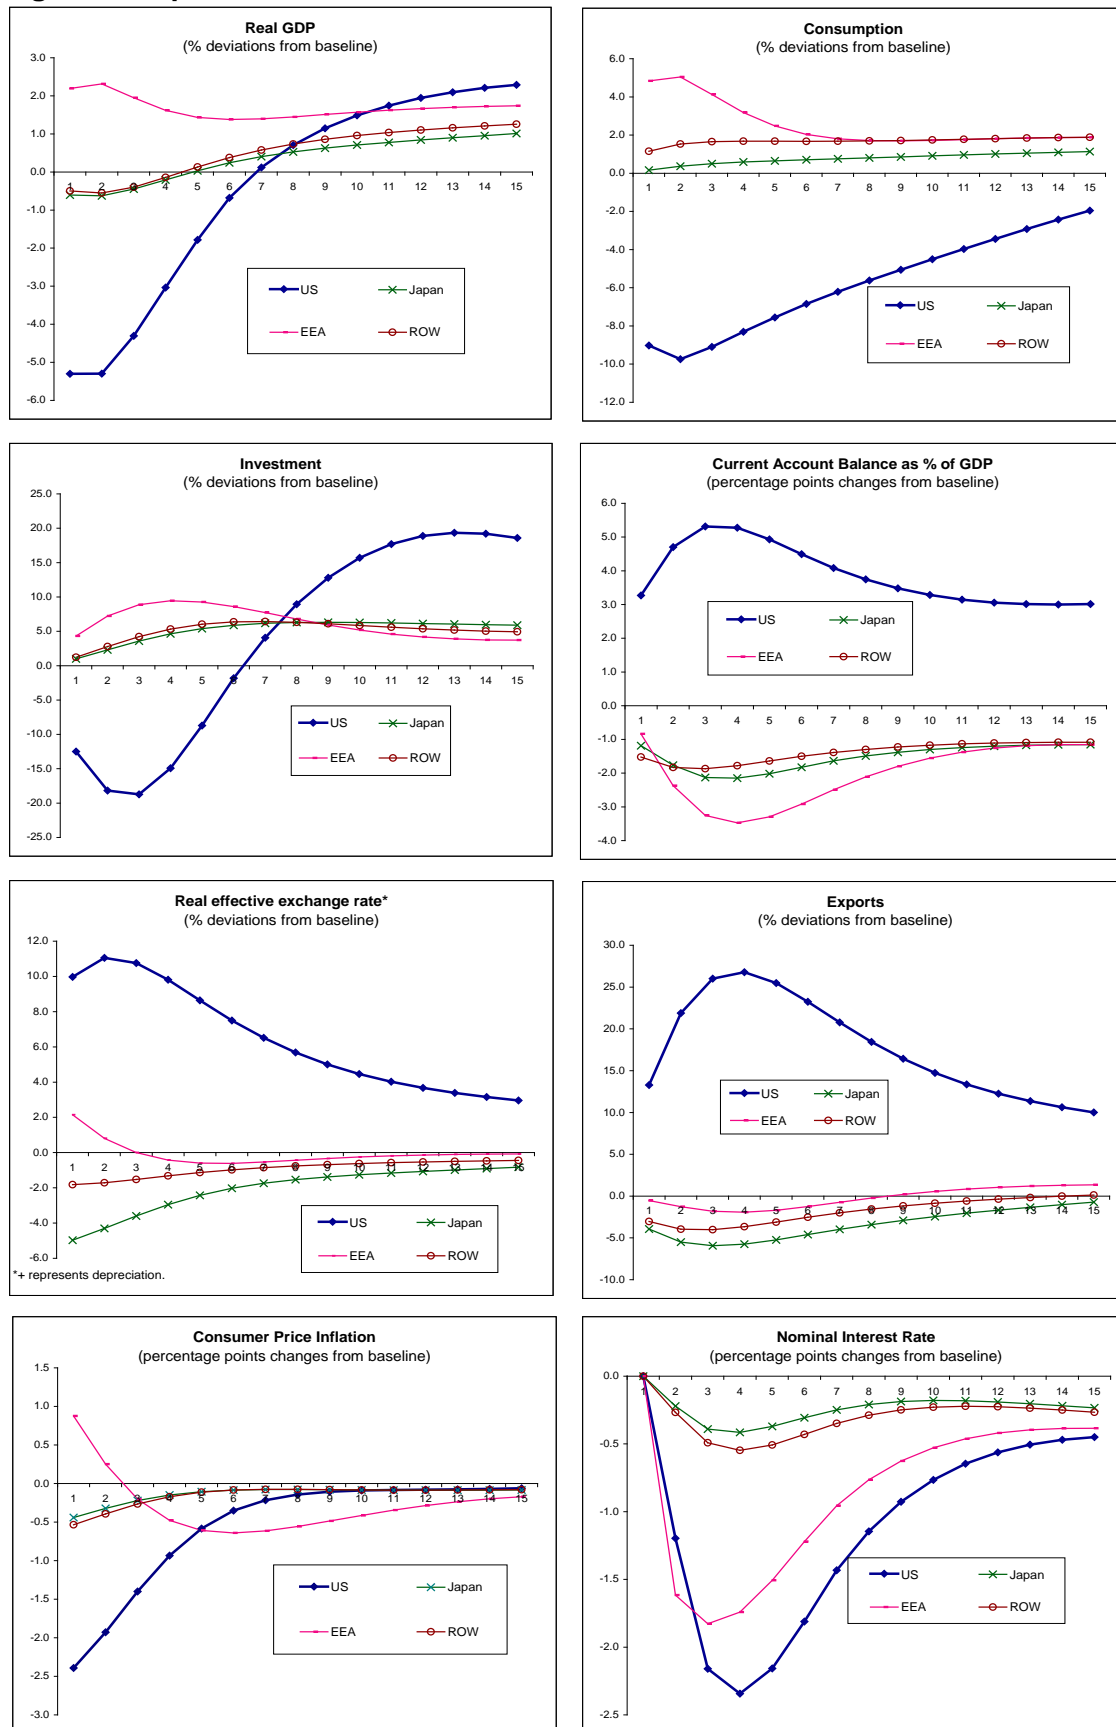 Real GDP
(% deviations from baseline)
3.0
2.0
1.0
0.0
-1.0
-2.0
-3.0
-4.0
-5.0
-6.0
1 2 3 4 5 6 7 8 9 10 11 12 13 14 15
US Japan
EEA ROW
Consumption
(% deviations from baseline)
6.0
4.0
2.0
0.0
-2.0
-4.0
-6.0
-8.0
-10.0
-12.0
1 2 3 4 5 6 7 8 9 10 11 12 13 14 15
US Japan
EEA ROW
Investment
(% deviations from baseline)
25.0
20.0
15.0
10.0
5.0
0.0
-5.0
-10.0
-15.0
-20.0
-25.0
1 2 3 4 5 6 7 8 9 10 11 12 13 14 15
US Japan
EEA ROW
Current Account Balance as % of GDP
(percentage points changes from baseline)
6.0
5.0
4.0
3.0
2.0
1.0
0.0
-1.0
-2.0
-3.0
-4.0
1 2 3 4 5 6 7 8 9 10 11 12 13 14 15
US Japan
EEA ROW
Real effective exchange rate*
(% deviations from baseline)
12.0
10.0
8.0
6.0
4.0
2.0
0.0
-2.0
-4.0
-6.0
1 2 3 4 5 6 7 8 9 10 11 12 13 14 15
US Japan
EEA ROW
*+ represents depreciation.
Exports
(% deviations from baseline)
30.0
25.0
20.0
15.0
10.0
5.0
0.0
-5.0
-10.0
1 2 3 4 5 6 7 8 9 10 11 12 13 14 15
US Japan
EEA ROW
Consumer Price Inflation
(percentage points changes from baseline)
1.5
1.0
0.5
0.0
-0.5
-1.0
-1.5
-2.0
-2.5
-3.0
1 2 3 4 5 6 7 8 9 10 11 12 13 14 15
US Japan
EEA ROW
Nominal Interest Rate
(percentage points changes from baseline)
0.0
-0.5
-1.0
-1.5
-2.0
-2.5
1 2 3 4 5 6 7 8 9 10 11 12 13 14 15
US Japan
EEA ROW